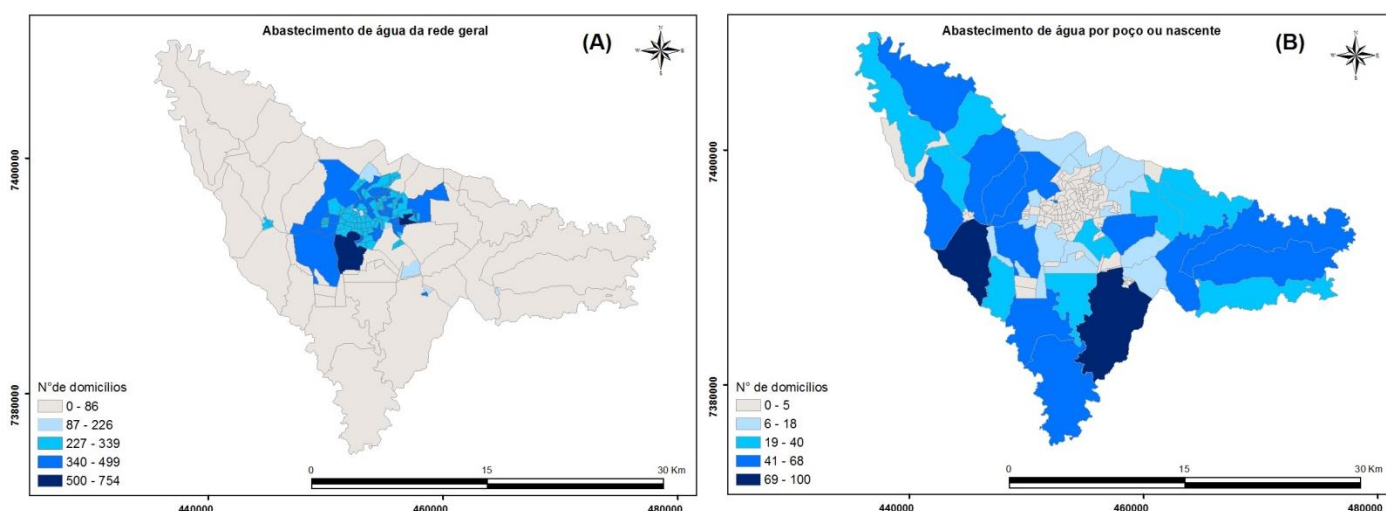 Abastecimento de água da rede geral
(A)
N
W
E
S
7400000
7380000
N°de domicílios
0 - 86
87 - 226
227 - 339
340 - 499
500 - 754
0
15
30 Km
440000
460000
480000
Abastecimento de água por poço ou nascente
(B)
N
W
E
S
7400000
7380000
N°de domicílios
0 - 5
6 - 18
19 - 40
41 - 68
69 - 100
0
15
30 Km
440000
460000
480000